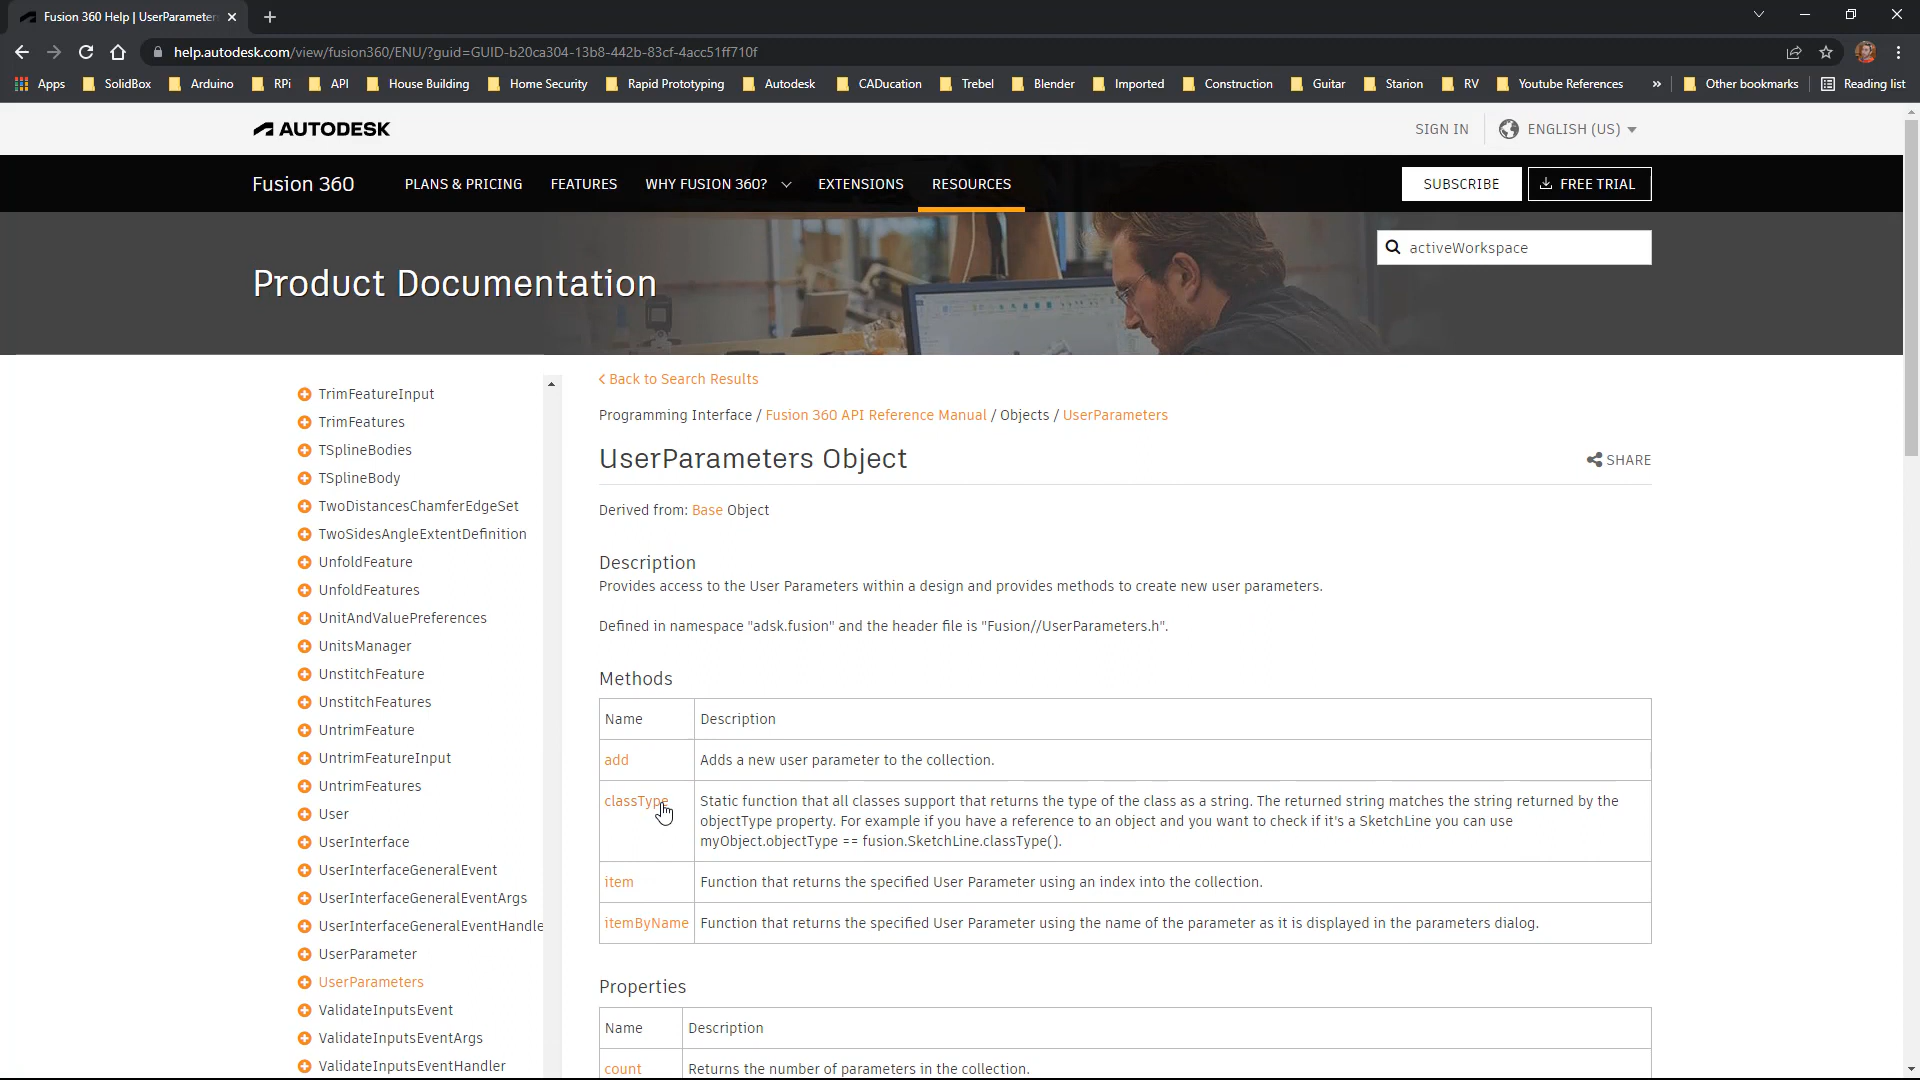 Fusion 360 Help | UserParameter
help.autodesk.com/view/fusion360/ENU/?guid=GUID-b20ca304-13b8-442b-83cf-4acc51ff710f
Apps SolidBox Arduino RPi API House Building Home Security Rapid Prototyping Autodesk CADucation Trebel Blender Imported Construction Guitar Starion RV Youtube References » Other bookmarks Reading list
AUTODESK
SIGN IN ENGLISH (US)
Fusion 360 PLANS & PRICING FEATURES WHY FUSION 360? EXTENSIONS RESOURCES SUBSCRIBE FREE TRIAL
activeWorkspace
Product Documentation
TrimFeatureInput
TrimFeatures
TSplineBodies
TSplineBody
TwoDistancesChamferEdgeSet
TwoSidesAngleExtentDefinition
UnfoldFeature
UnfoldFeatures
UnitAndValuePreferences
UnitsManager
UnstitchFeature
UnstitchFeatures
UntrimFeature
UntrimFeatureInput
UntrimFeatures
User
UserInterface
UserInterfaceGeneralEvent
UserInterfaceGeneralEventArgs
UserInterfaceGeneralEventHandle
UserParameter
UserParameters
ValidateInputsEvent
ValidateInputsEventArgs
ValidateInputsEventHandler
< Back to Search Results
Programming Interface / Fusion 360 API Reference Manual / Objects / UserParameters
UserParameters Object
SHARE
Derived from: Base Object
Description
Provides access to the User Parameters within a design and provides methods to create new user parameters.
Defined in namespace "adsk.fusion" and the header file is "Fusion//UserParameters.h".
Methods
Name Description
add Adds a new user parameter to the collection.
classType Static function that all classes support that returns the type of the class as a string. The returned string matches the string returned by the
objectType property. For example if you have a reference to an object and you want to check if it's a SketchLine you can use
myObject.objectType == fusion.SketchLine.classType().
item Function that returns the specified User Parameter using an index into the collection.
itemByName Function that returns the specified User Parameter using the name of the parameter as it is displayed in the parameters dialog.
Properties
Name Description
count Returns the number of parameters in the collection.